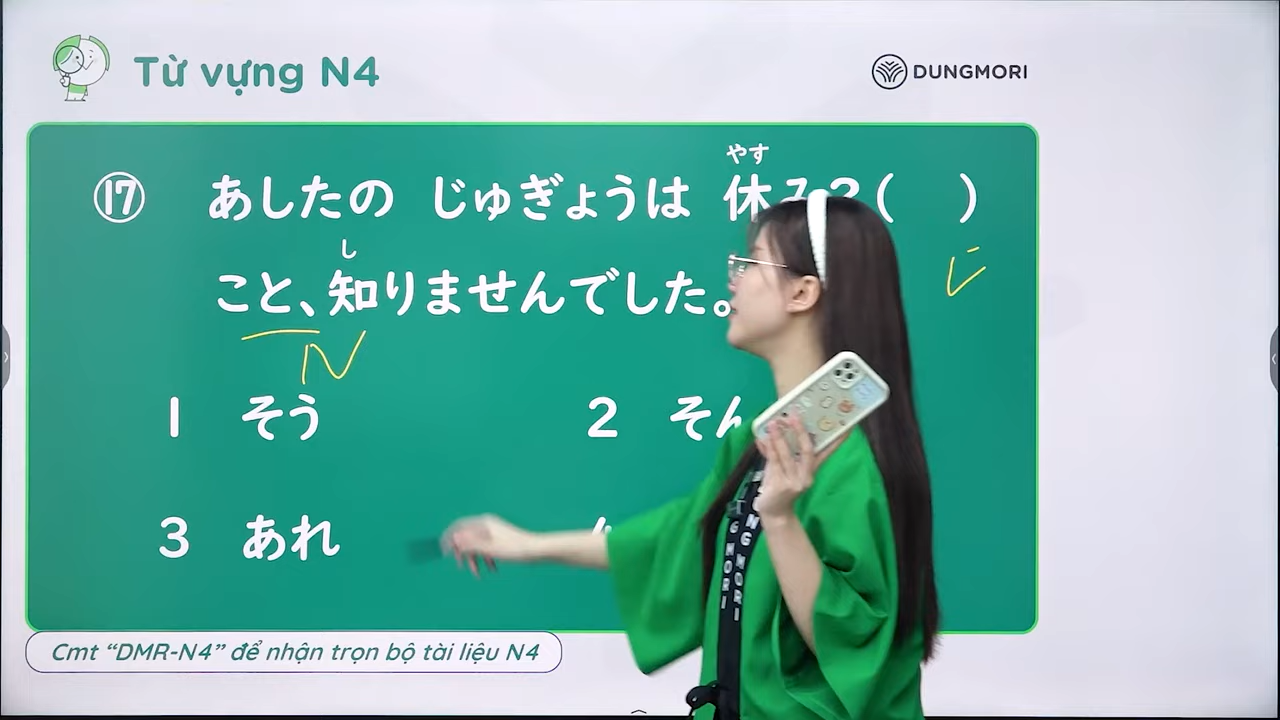 Từ vựng N4
DUNGMORI
⑰ あしたの じゅぎょうは 休み?( )
やす
こと、知りませんでした。
し
N
1 そう
2 そん
3 あれ
Cmt “DMR-N4” để nhận trọn bộ tài liệu N4